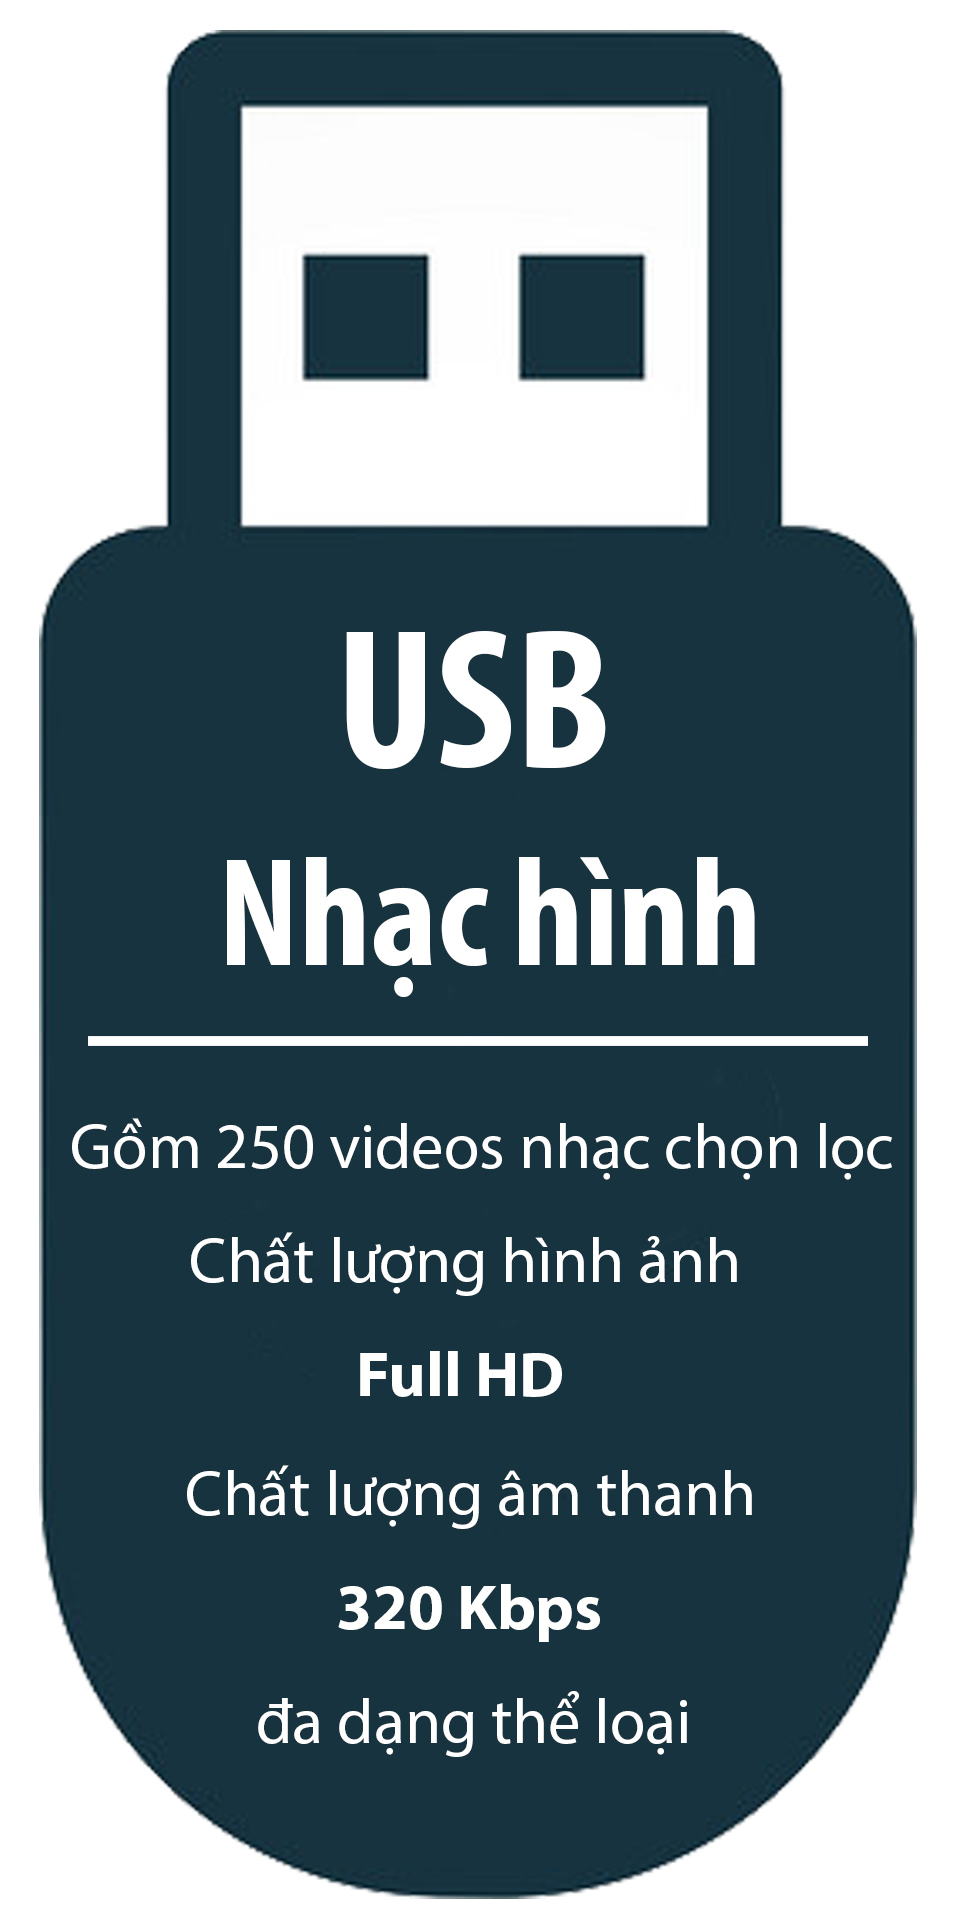 USB
Nhạc hình
Gồm 250 videos nhạc chọn lọc
Chất lượng hình ảnh
Full HD
Chất lượng âm thanh
320 Kbps
đa dạng thể loại